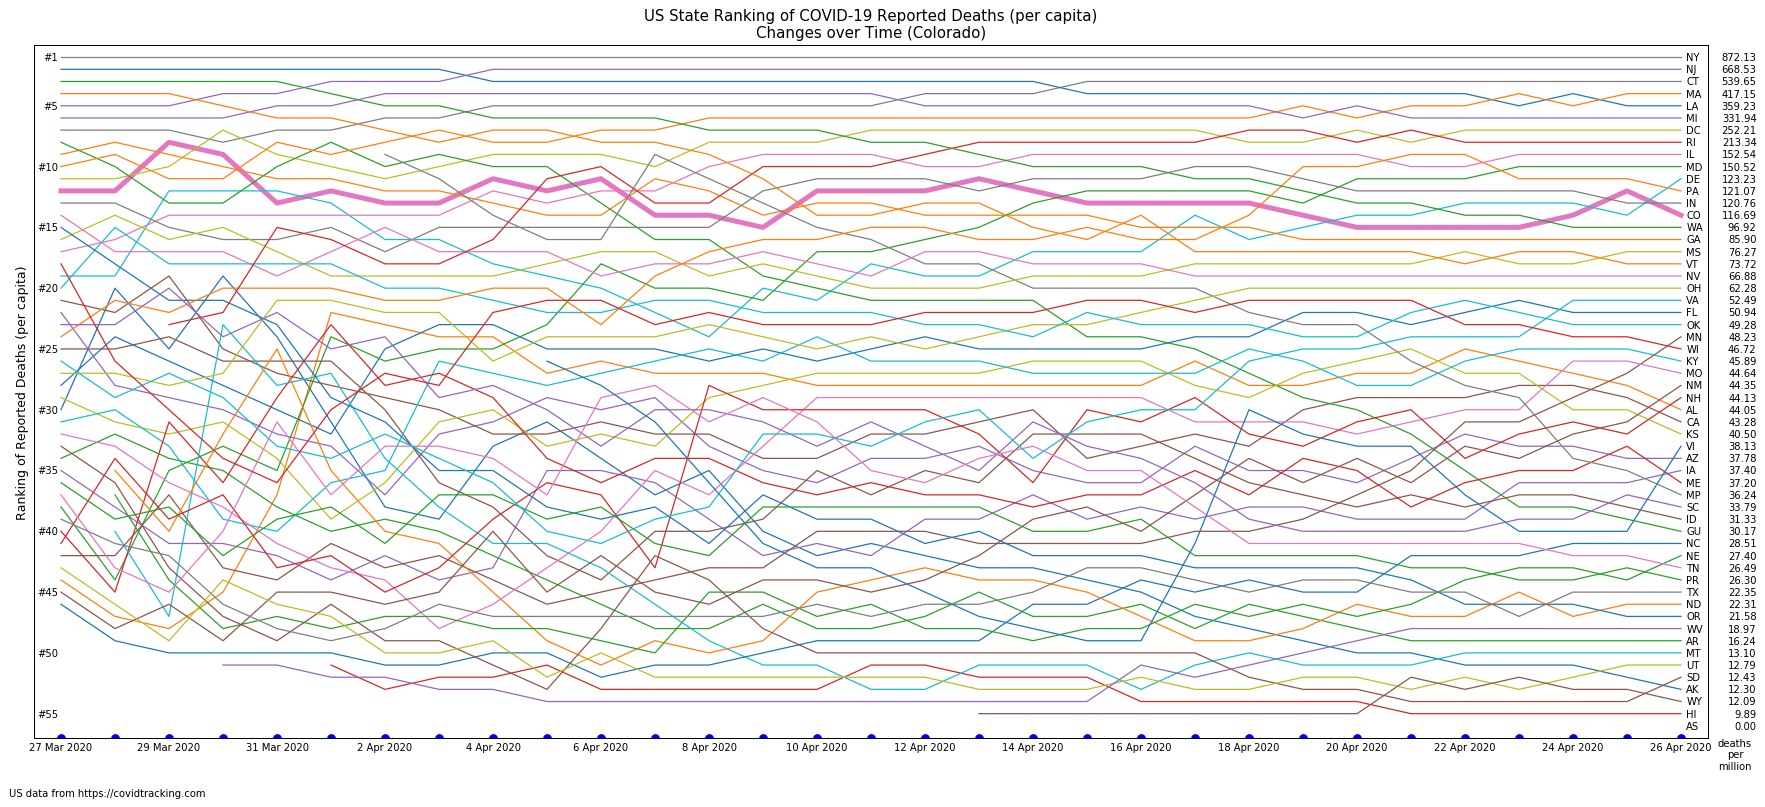 US State Ranking of COVID-19 Reported Deaths (per capita)
Changes over Time (Colorado)
Ranking of Reported Deaths (per capita)
#1
#5
#10
#15
#20
#25
#30
#35
#40
#45
#50
#55
NY 872.13
NJ 668.53
CT 539.65
MA 417.15
LA 359.23
MI 331.94
DC 252.21
RI 213.34
IL 152.54
MD 150.52
DE 123.23
PA 121.07
IN 120.76
CO 116.69
WA 96.92
GA 85.90
MS 76.27
VT 73.72
NV 66.88
OH 62.28
VA 52.49
FL 50.94
OK 49.28
MN 48.23
WI 46.72
KY 45.89
MO 44.64
NM 44.35
NH 44.13
AL 44.05
CA 43.28
KS 40.50
VI 38.13
AZ 37.78
IA 37.40
ME 37.20
MP 36.24
SC 33.79
ID 31.33
GU 30.17
NC 28.51
NE 27.40
TN 26.49
PR 26.30
TX 22.35
ND 22.31
OR 21.58
WV 18.97
AR 16.24
MT 13.10
UT 12.79
SD 12.43
AK 12.30
WY 12.09
HI 9.89
AS 0.00
27 Mar 2020 29 Mar 2020 31 Mar 2020 2 Apr 2020 4 Apr 2020 6 Apr 2020 8 Apr 2020 10 Apr 2020 12 Apr 2020 14 Apr 2020 16 Apr 2020 18 Apr 2020 20 Apr 2020 22 Apr 2020 24 Apr 2020 26 Apr 2020
deaths
per
million
US data from https://covidtracking.com